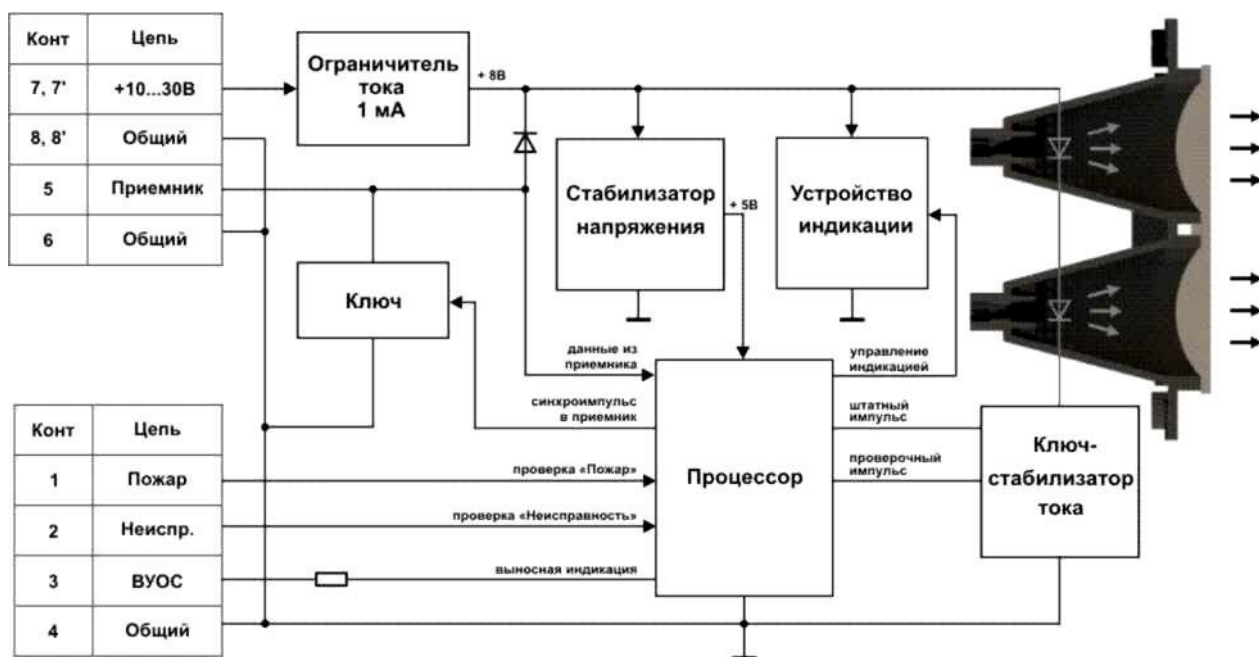 Конт Цепь
7, 7' +10...30В
8, 8' Общий
5 Приемник
6 Общий
Ограничитель
тока
1 мА
+ 8В
Стабилизатор
напряжения
+ 5В
Устройство
индикации
Ключ
данные из
приемника
синхроимпульс
в приемник
управление
индикацией
штатный
импульс
проверочный
импульс
Процессор
Ключ-
стабилизатор
тока
Конт Цепь
1 Пожар
2 Неиспр.
3 ВУОС
4 Общий
проверка «Пожар»
проверка «Неисправность»
выносная индикация